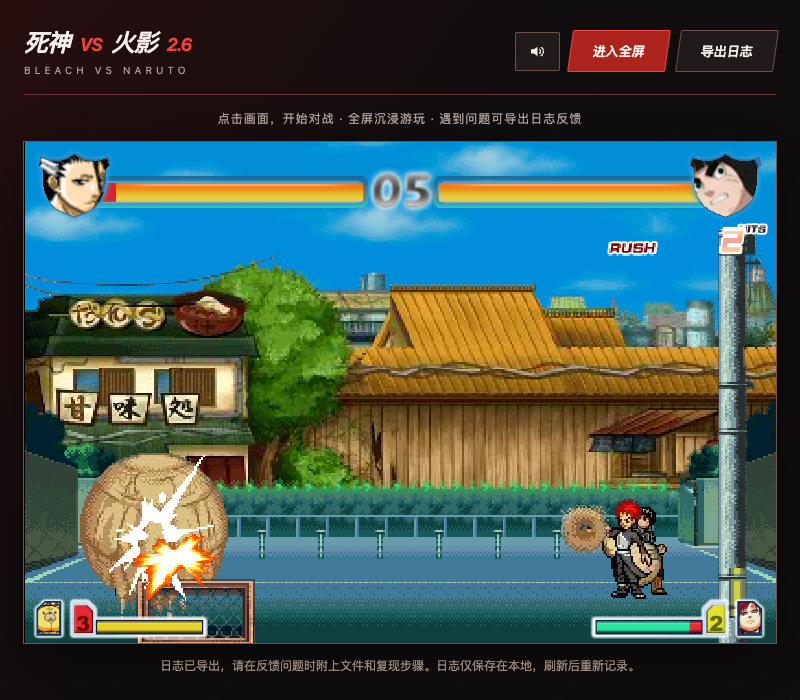 死神 VS 火影 2.6
BLEACH VS NARUTO
进入全屏
导出日志
点击画面，开始对战 · 全屏沉浸游玩 · 遇到问题可导出日志反馈
05
RUSH
2
甘味処
3
2
日志已导出，请在反馈问题时附上文件和复现步骤。日志仅保存在本地，刷新后重新记录。